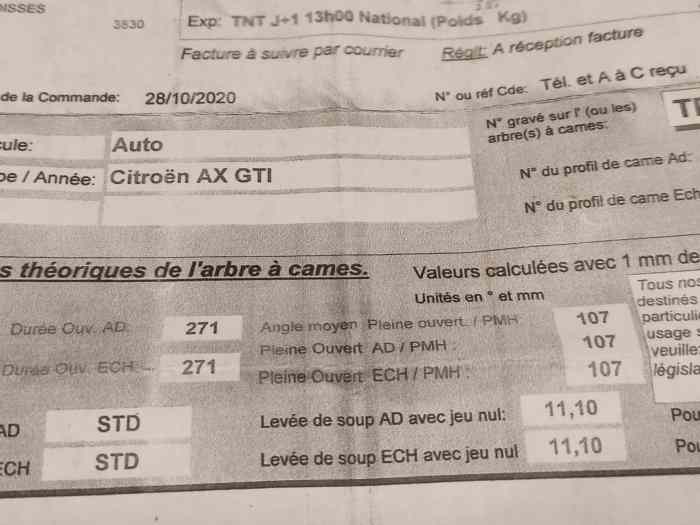 NISSES
3830
Exp: TNT J+1 13h00 National (Poids Kg)
Facture à suivre par courrier
Réglt: A réception facture
de la Commande: 28/10/2020
N° ou réf Cde: Tél. et A à C reçu
N° gravé sur l' (ou les)
arbre(s) à cames:
cule: Auto
N° du profil de came Ad:
pe / Année: Citroën AX GTI
N° du profil de came Ech
s théoriques de l'arbre à cames.
Valeurs calculées avec 1 mm de
Unités en ° et mm
Tous nos
destinés
particuli
usage s
veuille
législa
Durée Ouv. AD: 271
Angle moyen Pleine ouvert. / PMH: 107
Pleine Ouvert AD / PMH : 107
Durée Ouv. ECH 271
Pleine Ouvert ECH / PMH : 107
AD STD
Levée de soup AD avec jeu nul: 11,10
Pou
ECH STD
Levée de soup ECH avec jeu nul 11,10
Pou